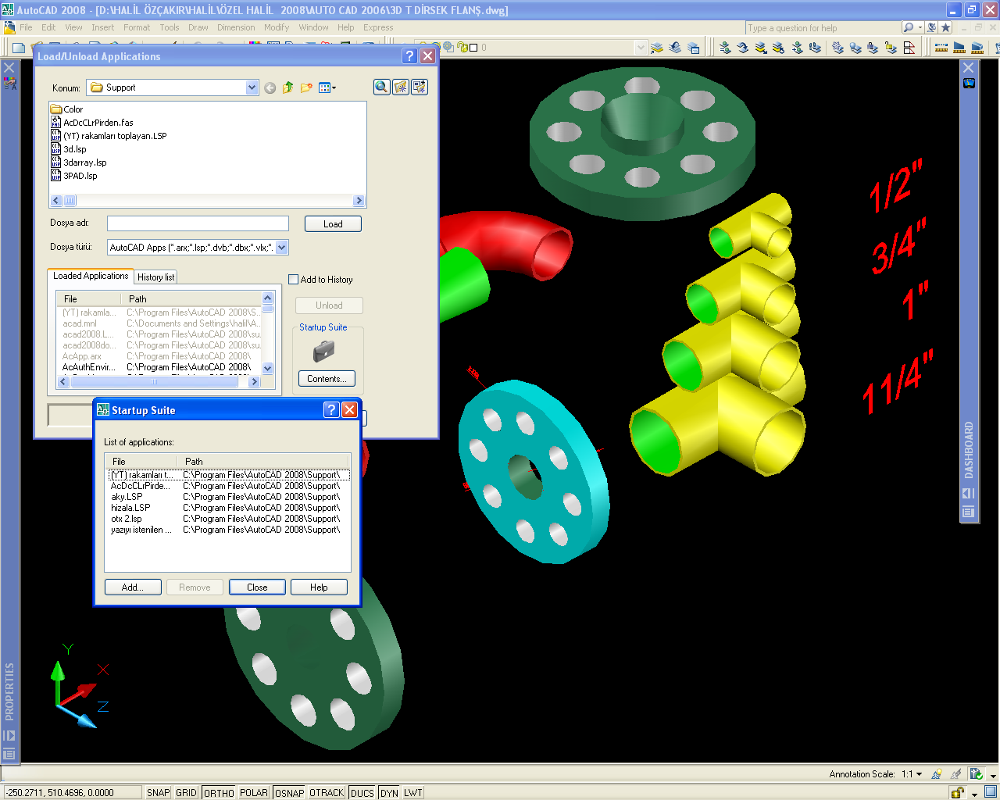 AutoCAD 2008 - [D:\HALİL ÖZÇAKIR\HALİL\ÖZEL HALİL  2008\AUTO CAD 2006\3D T DİRSEK FLANŞ.dwg]
File Edit View Insert Format Tools Draw Dimension Modify Window Help Express
Type a question for help
0
Load/Unload Applications
Konum: Support
Color
AcDcCLrPirden.fas
(YT) rakamları toplayan.LSP
3d.lsp
3darray.lsp
3PAD.lsp
Dosya adı:
Load
Dosya türü: AutoCAD Apps (*.arx;*.lsp;*.dvb;*.dbx;*.vlx;*.
Loaded Applications
History list
Add to History
File Path
(YT) rakamla... C:\Program Files\AutoCAD 2008\S...
acad.mnl C:\Documents and Settings\halil\A...
acad2008.L... C:\Program Files\AutoCAD 2008\su...
acad2008do... C:\Program Files\AutoCAD 2008\su...
AcApp.arx C:\Program Files\AutoCAD 2008\
AcAuthEnvir... C:\Program Files\AutoCAD 2008\
Unload
Startup Suite
Contents...
Startup Suite
List of applications:
File Path
(YT) rakamları t... C:\Program Files\AutoCAD 2008\Support\
AcDcCLrPirde... C:\Program Files\AutoCAD 2008\Support\
aky.LSP C:\Program Files\AutoCAD 2008\Support\
hizala.LSP C:\Program Files\AutoCAD 2008\Support\
otx 2.lsp C:\Program Files\AutoCAD 2008\Support\
yazıyı istenilen ... C:\Program Files\AutoCAD 2008\Support\
Add... Remove Close Help
1/2"
3/4"
1"
11/4"
DASHBOARD
PROPERTIES
Y
X
Z
Annotation Scale: 1:1
-250.2711, 510.4696, 0.0000 SNAP GRID ORTHO POLAR OSNAP OTRACK DUCS DYN LWT